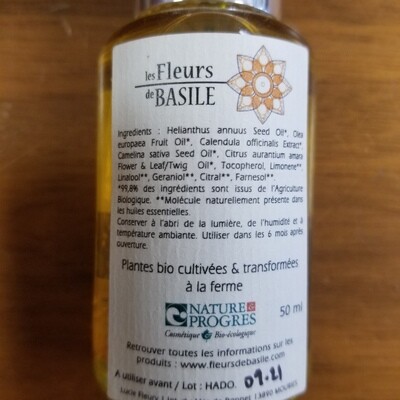 les Fleurs
de BASILE
Ingredients : Helianthus annuus Seed Oil*, Olea
europaea Fruit Oil*, Calendula officinalis Extract*
Camelina sativa Seed Oil*, Citrus aurantium amara
Flower & Leaf/Twig Oil*, Tocopherol, Limonene**
Linalool**, Geraniol**, Citral**, Farnesol**.
*99,8% des ingrédients sont issus de l'Agriculture
Biologique. **Molécule naturellement présente dans
les huiles essentielles.
Conserver à l'abri de la lumière, de l'humidité et à
température ambiante. Utiliser dans les 6 mois après
ouverture.
Plantes bio cultivées & transformées
à la ferme
NATURE & PROGRES
Cosmétique Bio-écologique
50 ml
Retrouver toutes les informations sur les
produits : www.fleursdebasile.com
A utiliser avant / Lot : HADO. 09.21